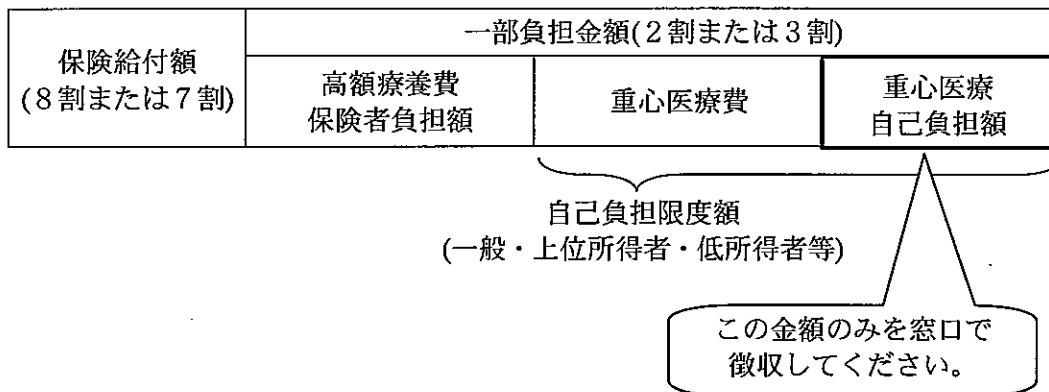 保険給付額
(8割または7割)
一部負担金額(2割または3割)
高額療養費
保険者負担額
重心医療費
重心医療
自己負担額
自己負担限度額
(一般・上位所得者・低所得者等)
この金額のみを窓口で
徴収してください。